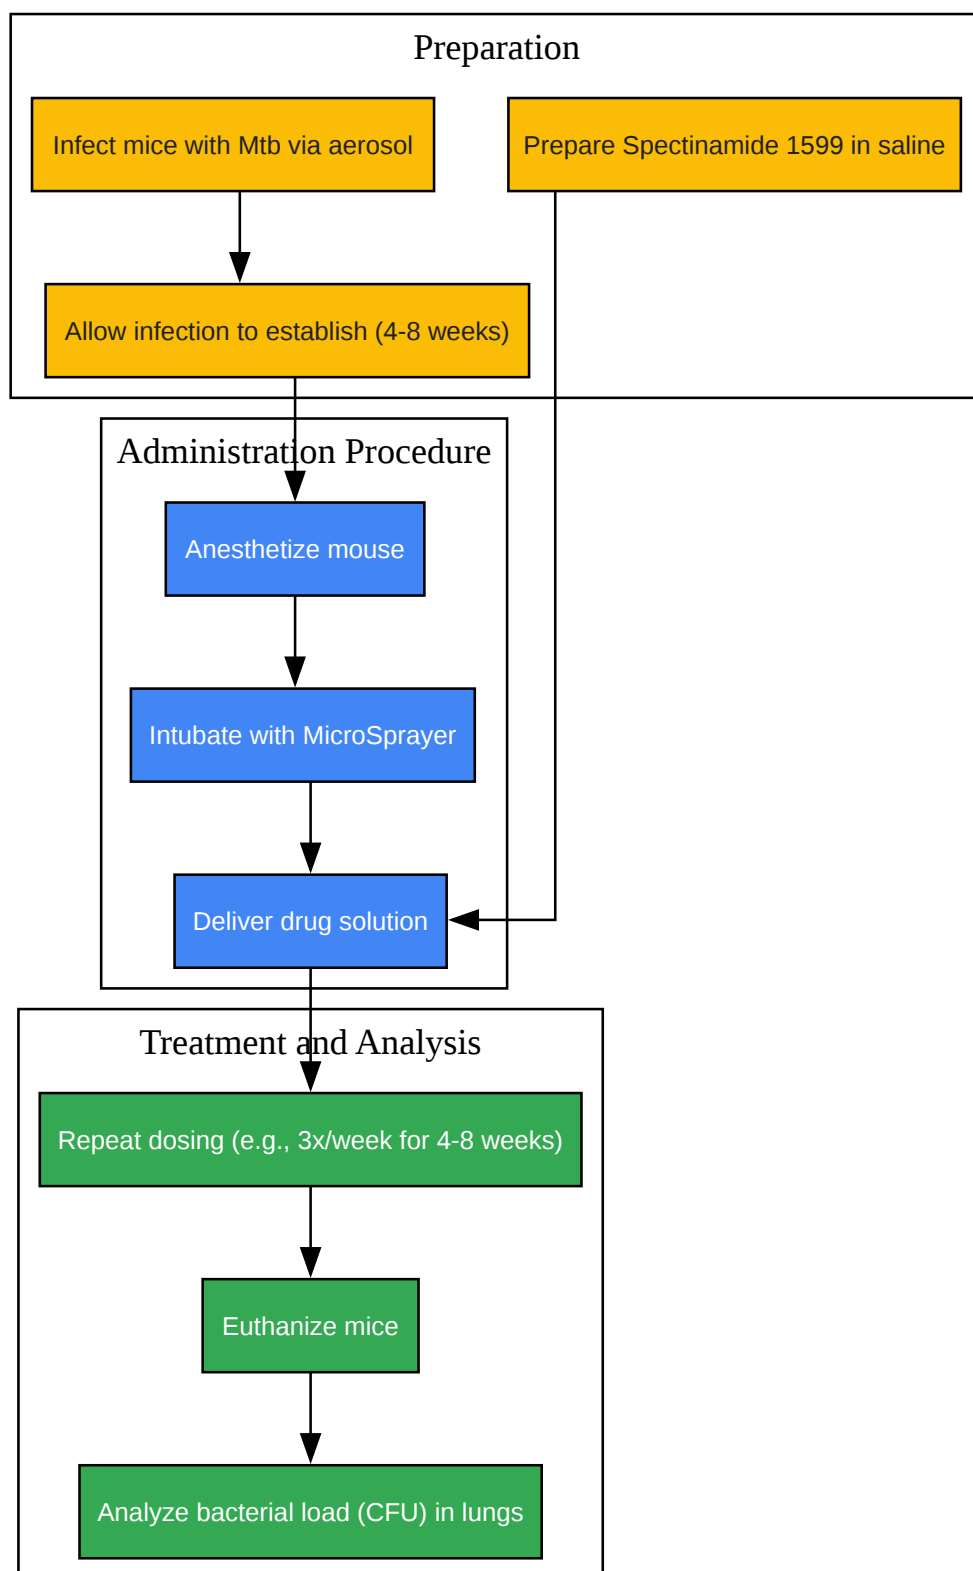 Preparation
Infect mice with Mtb via aerosol
Prepare Spectinamide 1599 in saline
Allow infection to establish (4-8 weeks)
Administration Procedure
Anesthetize mouse
Intubate with MicroSprayer
Deliver drug solution
Treatment and Analysis
Repeat dosing (e.g., 3x/week for 4-8 weeks)
Euthanize mice
Analyze bacterial load (CFU) in lungs